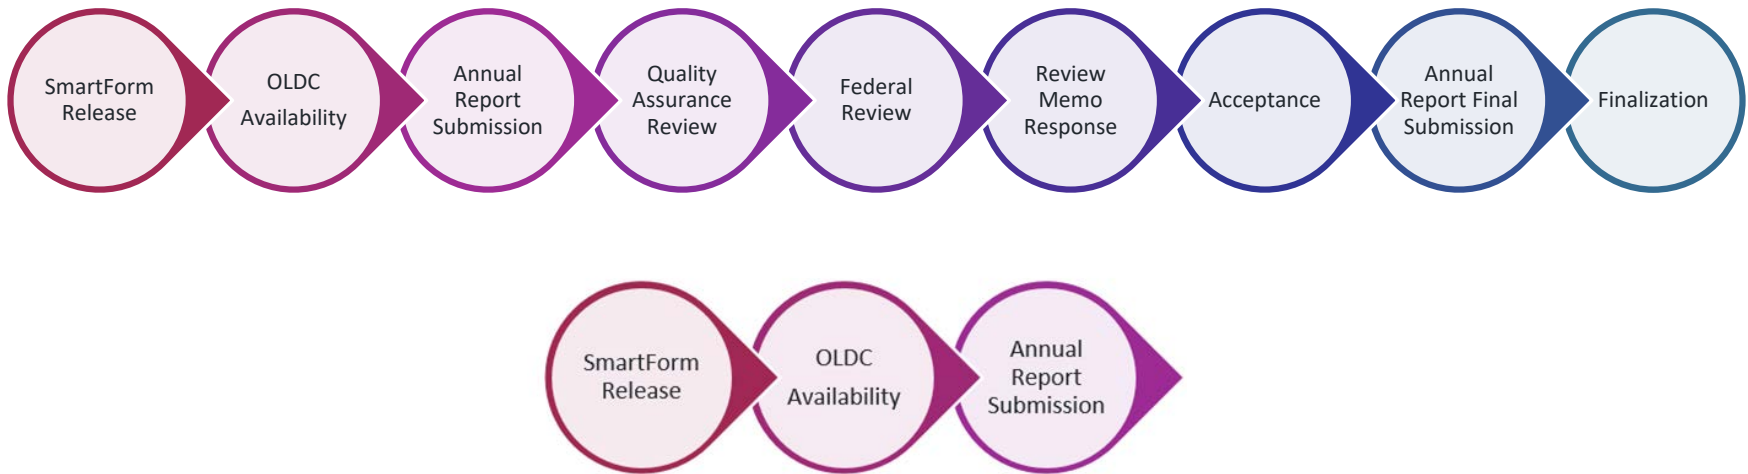 SmartForm
Release
OLDC
Availability
Annual
Report
Submission
Quality
Assurance
Review
Federal
Review
Review
Memo
Response
Acceptance
Annual
Report Final
Submission
Finalization
SmartForm
Release
OLDC
Availability
Annual
Report
Submission